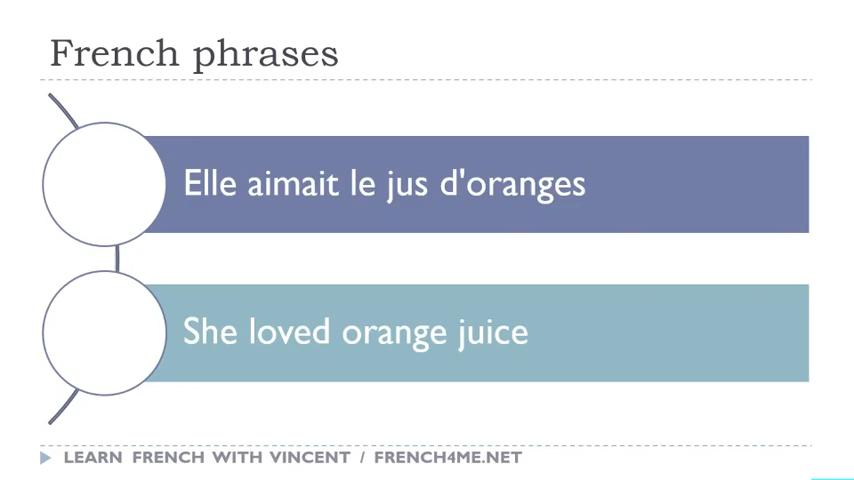 French phrases
Elle aimait le jus d'oranges
She loved orange juice
LEARN FRENCH WITH VINCENT / FRENCH4ME.NET